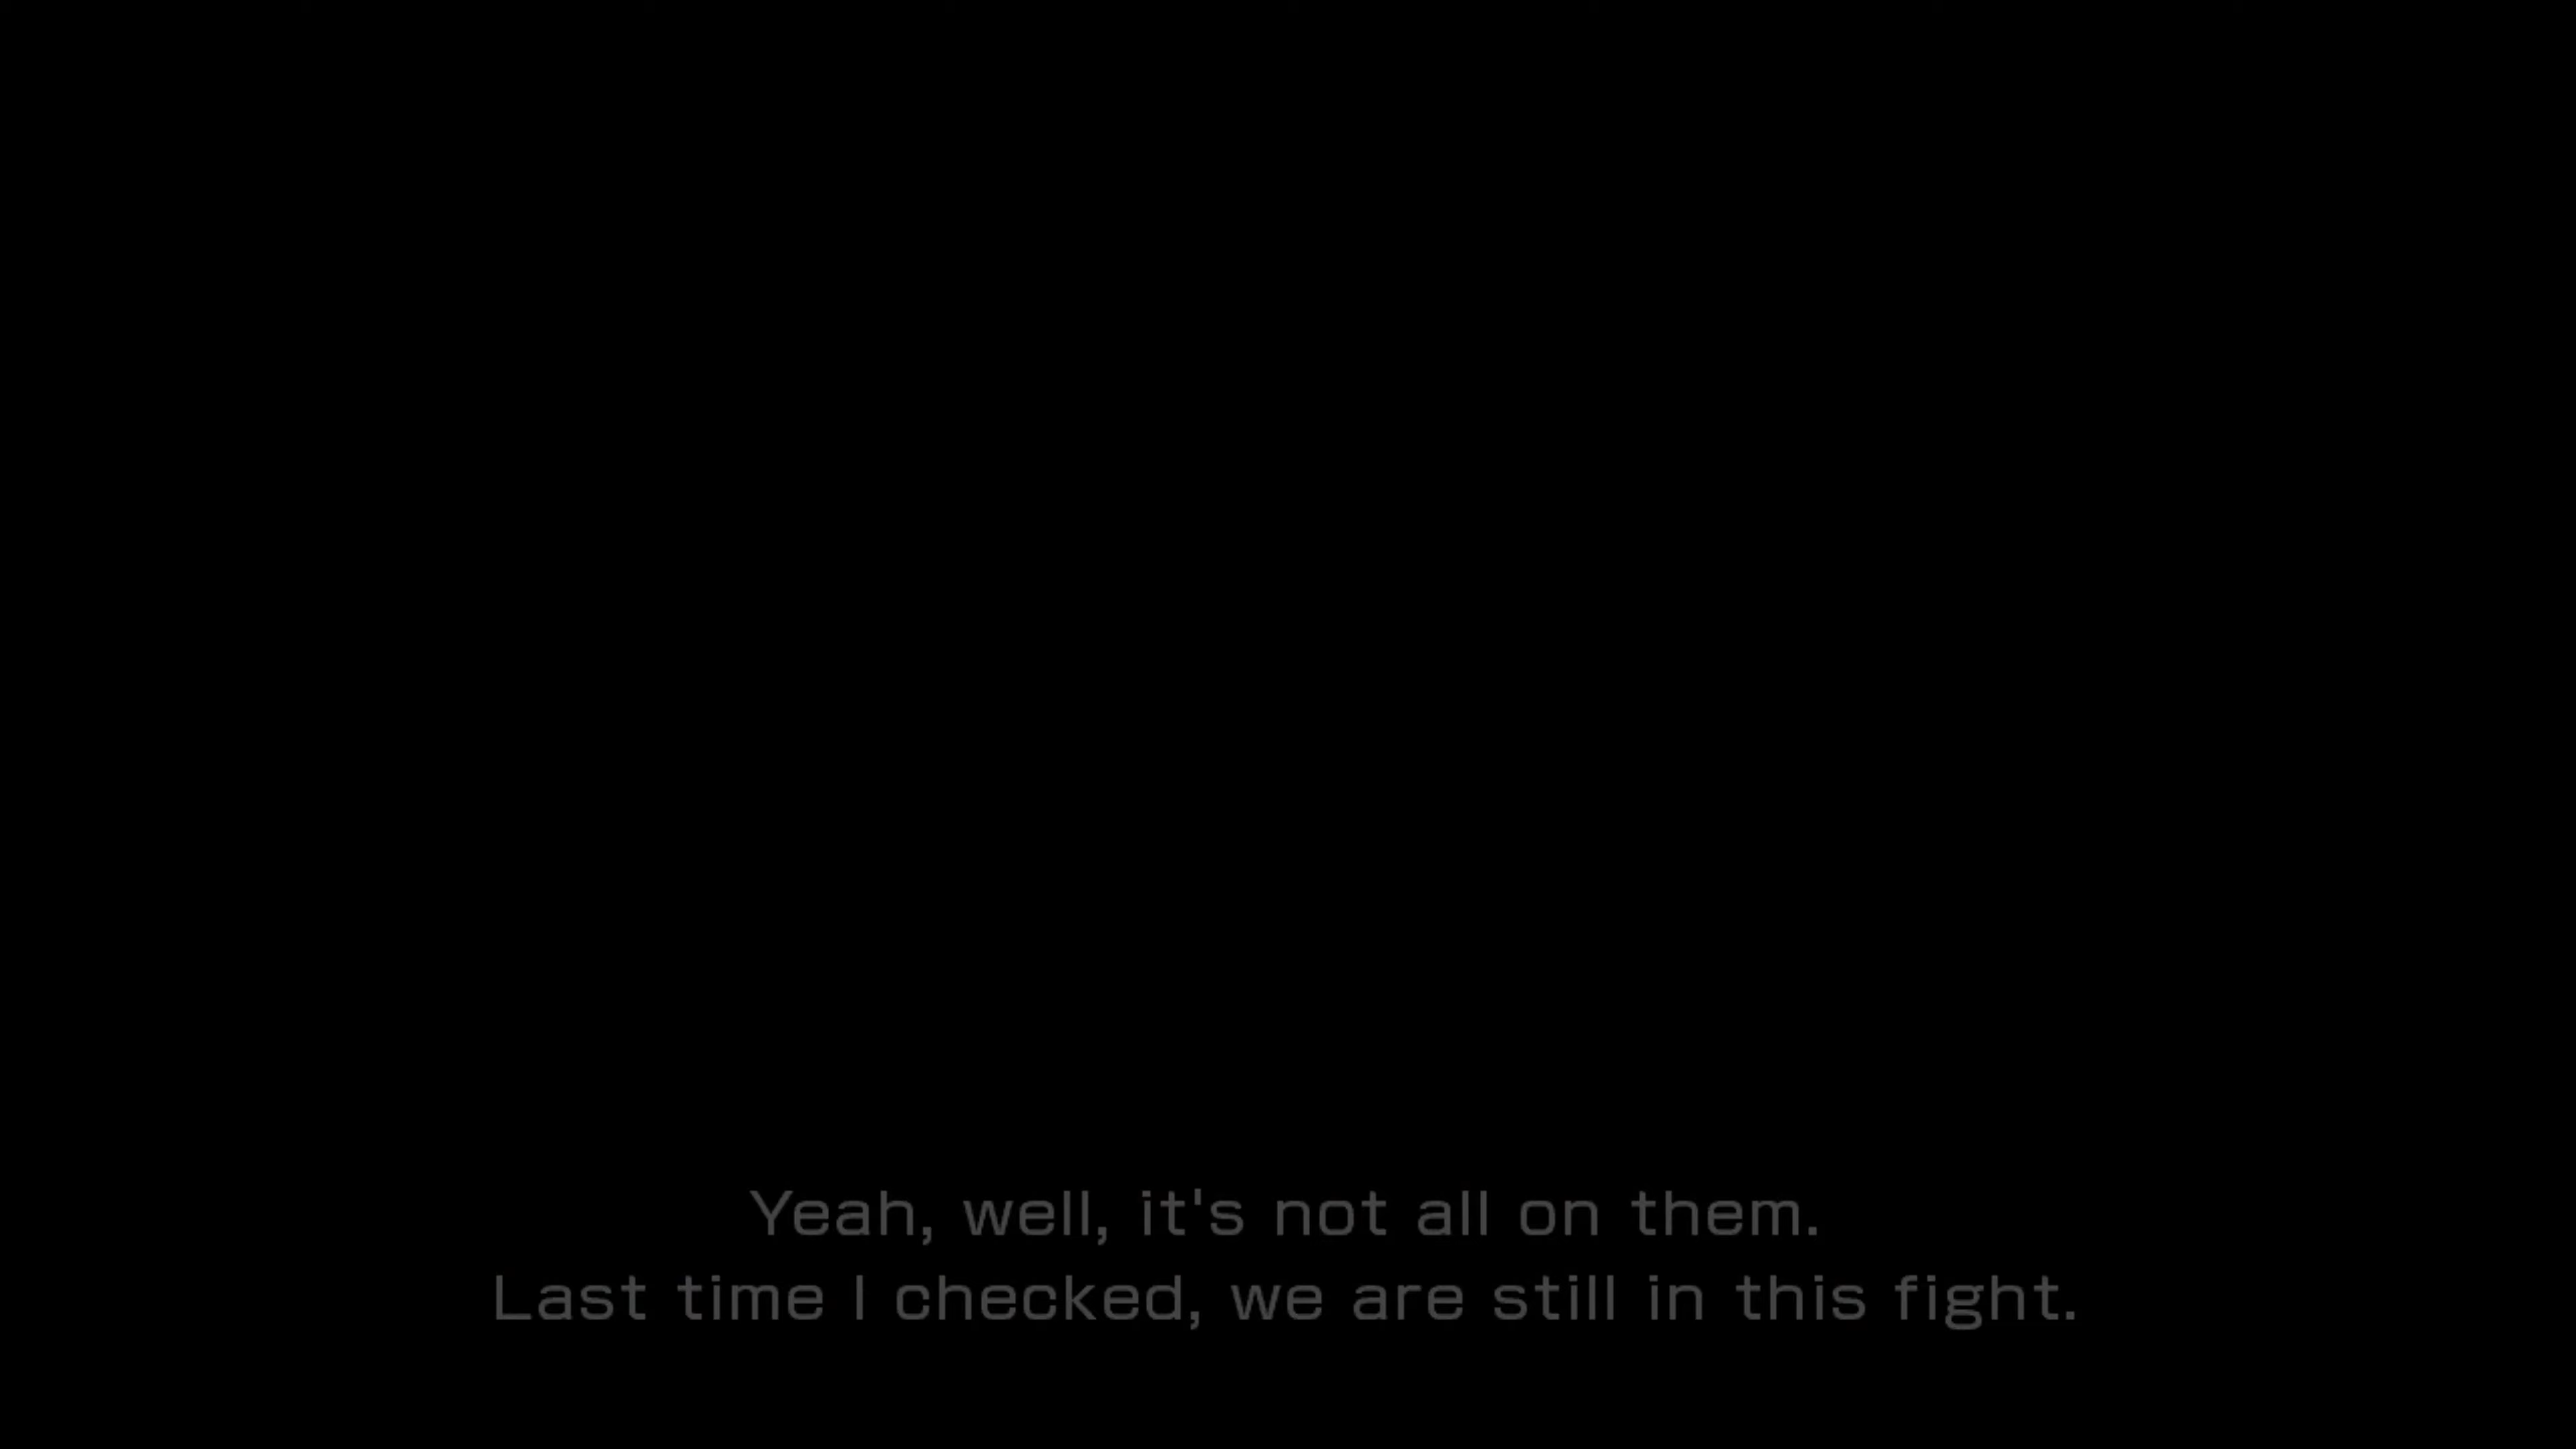 Yeah, well, it's not all on them.
Last time I checked, we are still in this fight.